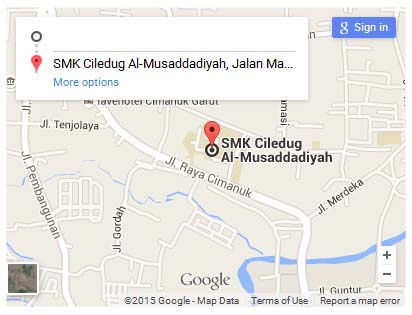 g Sign in
SMK Ciledug Al-Musaddadiyah, Jalan Ma...
More options
Favehotel Cimanuk Garut
Jl. Tenjolaya
SMK Ciledug
Al-Musaddadiyah
Jl. Raya Cimanuk
Jl. Pembangunan
Jl. Gordah
Jl. Merdeka
Jl. Guntur
Google
+
-
©2015 Google - Map Data
Terms of Use
Report a map error